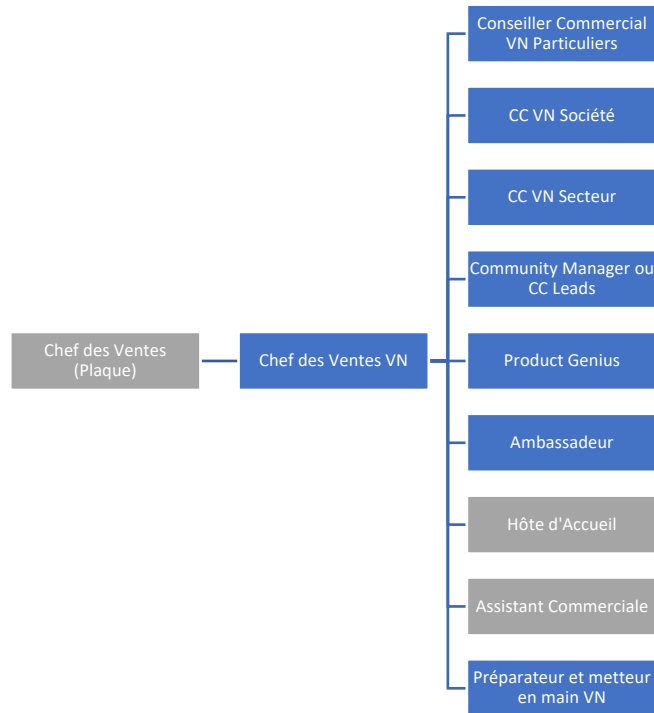 Conseiller Commercial
VN Particuliers
CC VN Société
CC VN Secteur
Community Manager ou
CC Leads
Chef des Ventes
(Plaque)
Chef des Ventes VN
Product Genius
Ambassadeur
Hôte d'Accueil
Assistant Commerciale
Préparateur et metteur
en main VN